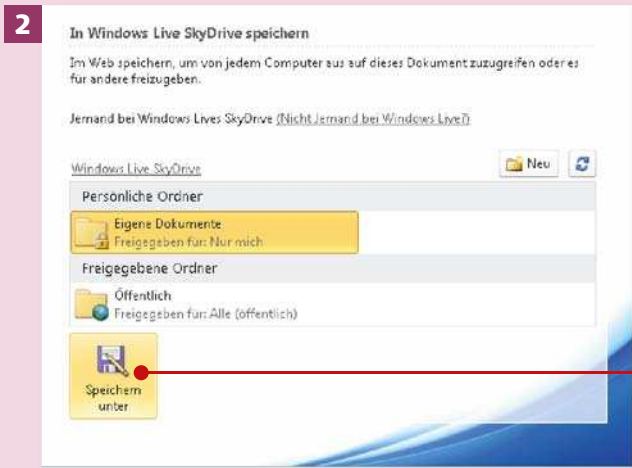 2
In Windows Live SkyDrive speichern
Im Web speichern, um von jedem Computer aus auf dieses Dokument zuzugreifen oder es
für andere freizugeben.
Jemand bei Windows Lives SkyDrive (Nicht Jemand bei Windows Live?)
Windows Live SkyDrive
Neu
Persönliche Ordner
Eigene Dokumente
Freigegeben für: Nur mich
Freigegebene Ordner
Öffentlich
Freigegeben für: Alle (öffentlich)
Speichern
unter